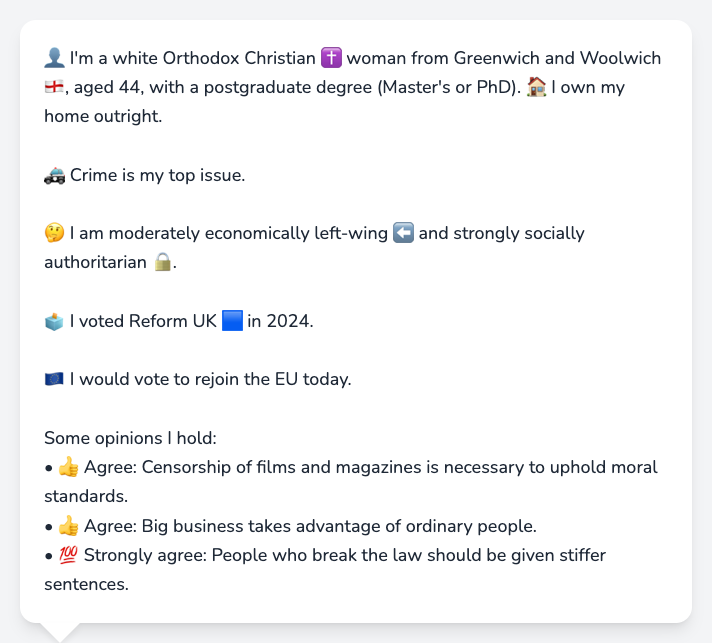 👤 I'm a white Orthodox Christian ✝️ woman from Greenwich and Woolwich
🏴󠁧󠁢󠁥󠁮󠁧󠁿, aged 44, with a postgraduate degree (Master's or PhD). 🏠 I own my
home outright.
🚓 Crime is my top issue.
🤔 I am moderately economically left-wing ⬅️ and strongly socially
authoritarian 🔒.
🗳️ I voted Reform UK 🟦 in 2024.
🇪🇺 I would vote to rejoin the EU today.
Some opinions I hold:
• 👍 Agree: Censorship of films and magazines is necessary to uphold moral
standards.
• 👍 Agree: Big business takes advantage of ordinary people.
• 💯 Strongly agree: People who break the law should be given stiffer
sentences.